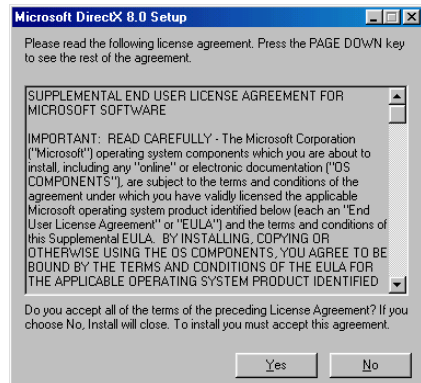 Microsoft DirectX 8.0 Setup
Please read the following license agreement. Press the PAGE DOWN key
to see the rest of the agreement.
SUPPLEMENTAL END USER LICENSE AGREEMENT FOR
MICROSOFT SOFTWARE
IMPORTANT: READ CAREFULLY - The Microsoft Corporation
("Microsoft") operating system components which you are about to
install, including any "online" or electronic documentation ("OS
COMPONENTS"), are subject to the terms and conditions of the
agreement under which you have validly licensed the applicable
Microsoft operating system product identified below (each an "End
User License Agreement" or "EULA") and the terms and conditions of
this Supplemental EULA. BY INSTALLING, COPYING OR
OTHERWISE USING THE OS COMPONENTS, YOU AGREE TO BE
BOUND BY THE TERMS AND CONDITIONS OF THE EULA FOR
THE APPLICABLE OPERATING SYSTEM PRODUCT IDENTIFIED
Do you accept all of the terms of the preceding License Agreement? If you
choose No, Install will close. To install you must accept this agreement.
Yes No